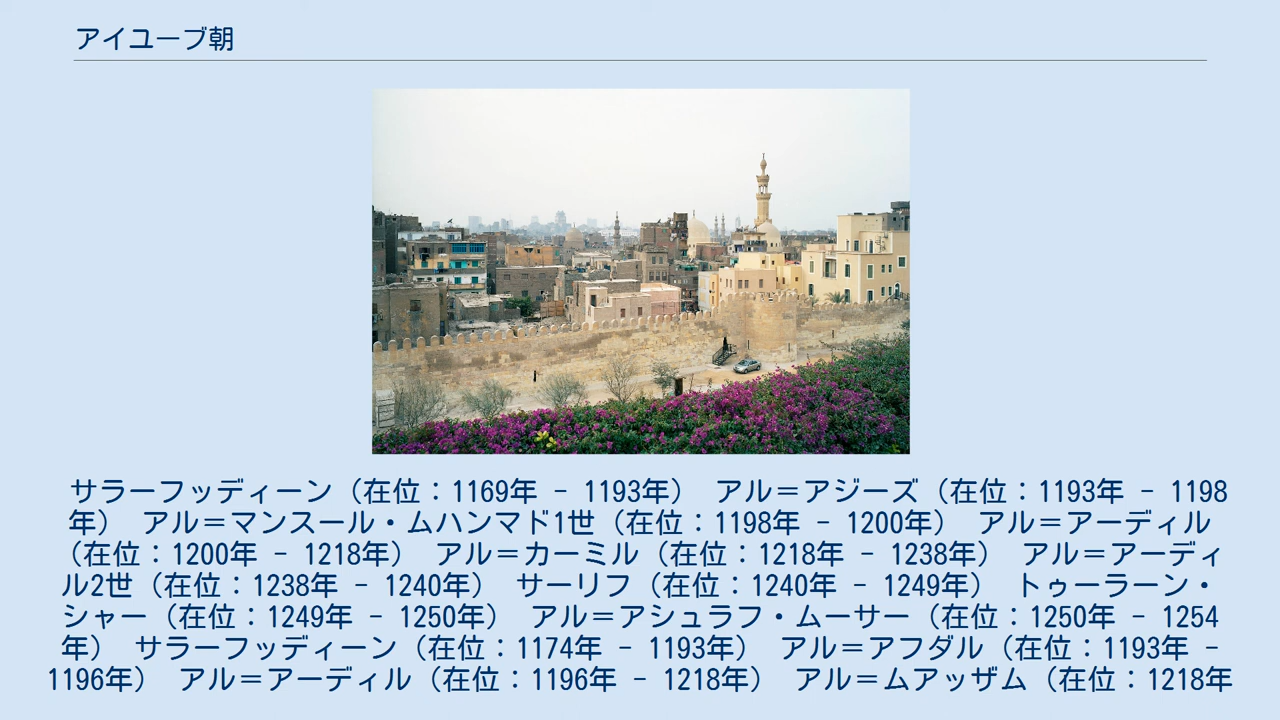 アイユーブ朝
サラーフッディーン（在位：1169年 - 1193年） アル＝アジーズ（在位：1193年 - 1198
年） アル＝マンスール・ムハンマド1世（在位：1198年 - 1200年） アル＝アーディル
（在位：1200年 - 1218年） アル＝カーミル（在位：1218年 - 1238年） アル＝アーディ
ル2世（在位：1238年 - 1240年） サーリフ（在位：1240年 - 1249年） トゥーラーン・
シャー（在位：1249年 - 1250年） アル＝アシュラフ・ムーサー（在位：1250年 - 1254
年） サラーフッディーン（在位：1174年 - 1193年） アル＝アフダル（在位：1193年 -
1196年） アル＝アーディル（在位：1196年 - 1218年） アル＝ムアッザム（在位：1218年